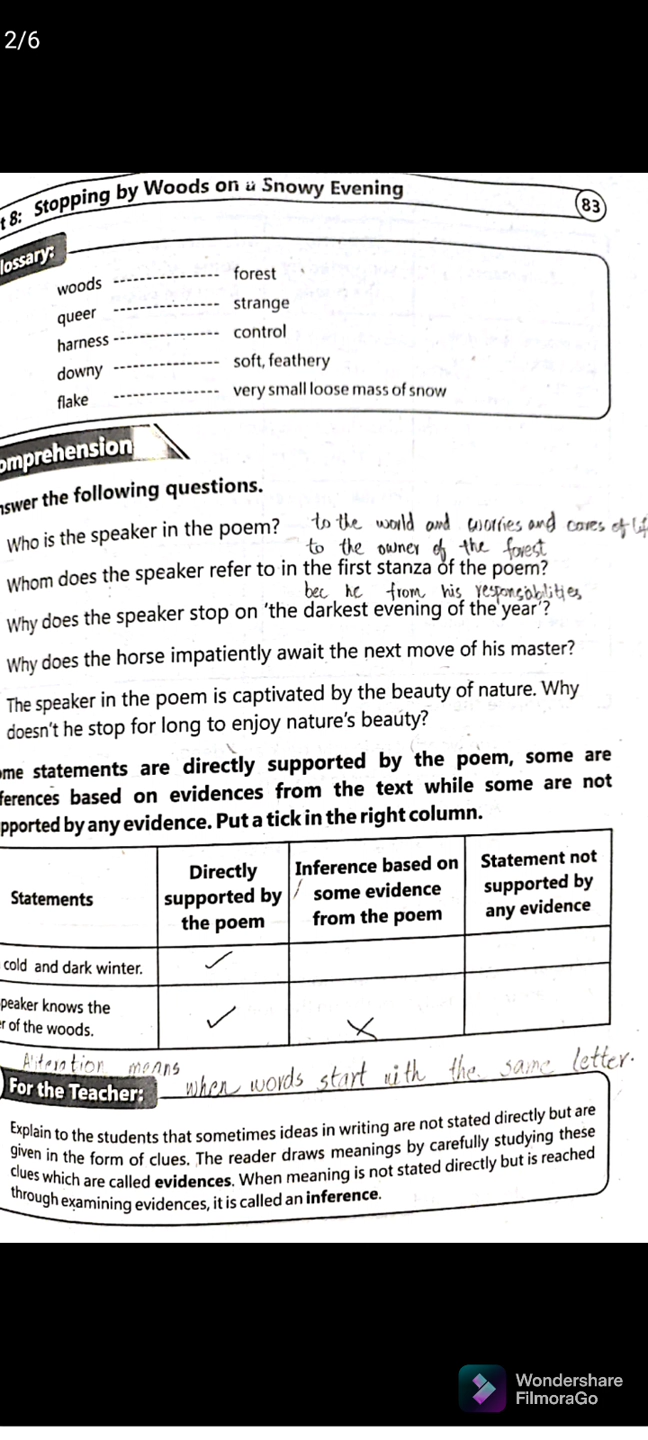 2/6
t 8: Stopping by Woods on a Snowy Evening
83
lossary:
woods --------------- forest
queer --------------- strange
harness --------------- control
downy --------------- soft, feathery
flake --------------- very small loose mass of snow
omprehension
nswer the following questions.
to the world and worries and cares of lif
Who is the speaker in the poem?
to the owner of the forest
Whom does the speaker refer to in the first stanza of the poem?
bec he from his responsiblities
Why does the speaker stop on 'the darkest evening of the year'?
Why does the horse impatiently await the next move of his master?
The speaker in the poem is captivated by the beauty of nature. Why
doesn't he stop for long to enjoy nature's beauty?
ome statements are directly supported by the poem, some are
ferences based on evidences from the text while some are not
pported by any evidence. Put a tick in the right column.
Statements
Directly
supported by
the poem
Inference based on
some evidence
from the poem
Statement not
supported by
any evidence
cold and dark winter.
peaker knows the
r of the woods.
means
when words start with the same letter.
For the Teacher:
Explain to the students that sometimes ideas in writing are not stated directly but are
given in the form of clues. The reader draws meanings by carefully studying these
clues which are called evidences. When meaning is not stated directly but is reached
through examining evidences, it is called an inference.
Wondershare
FilmoraGo